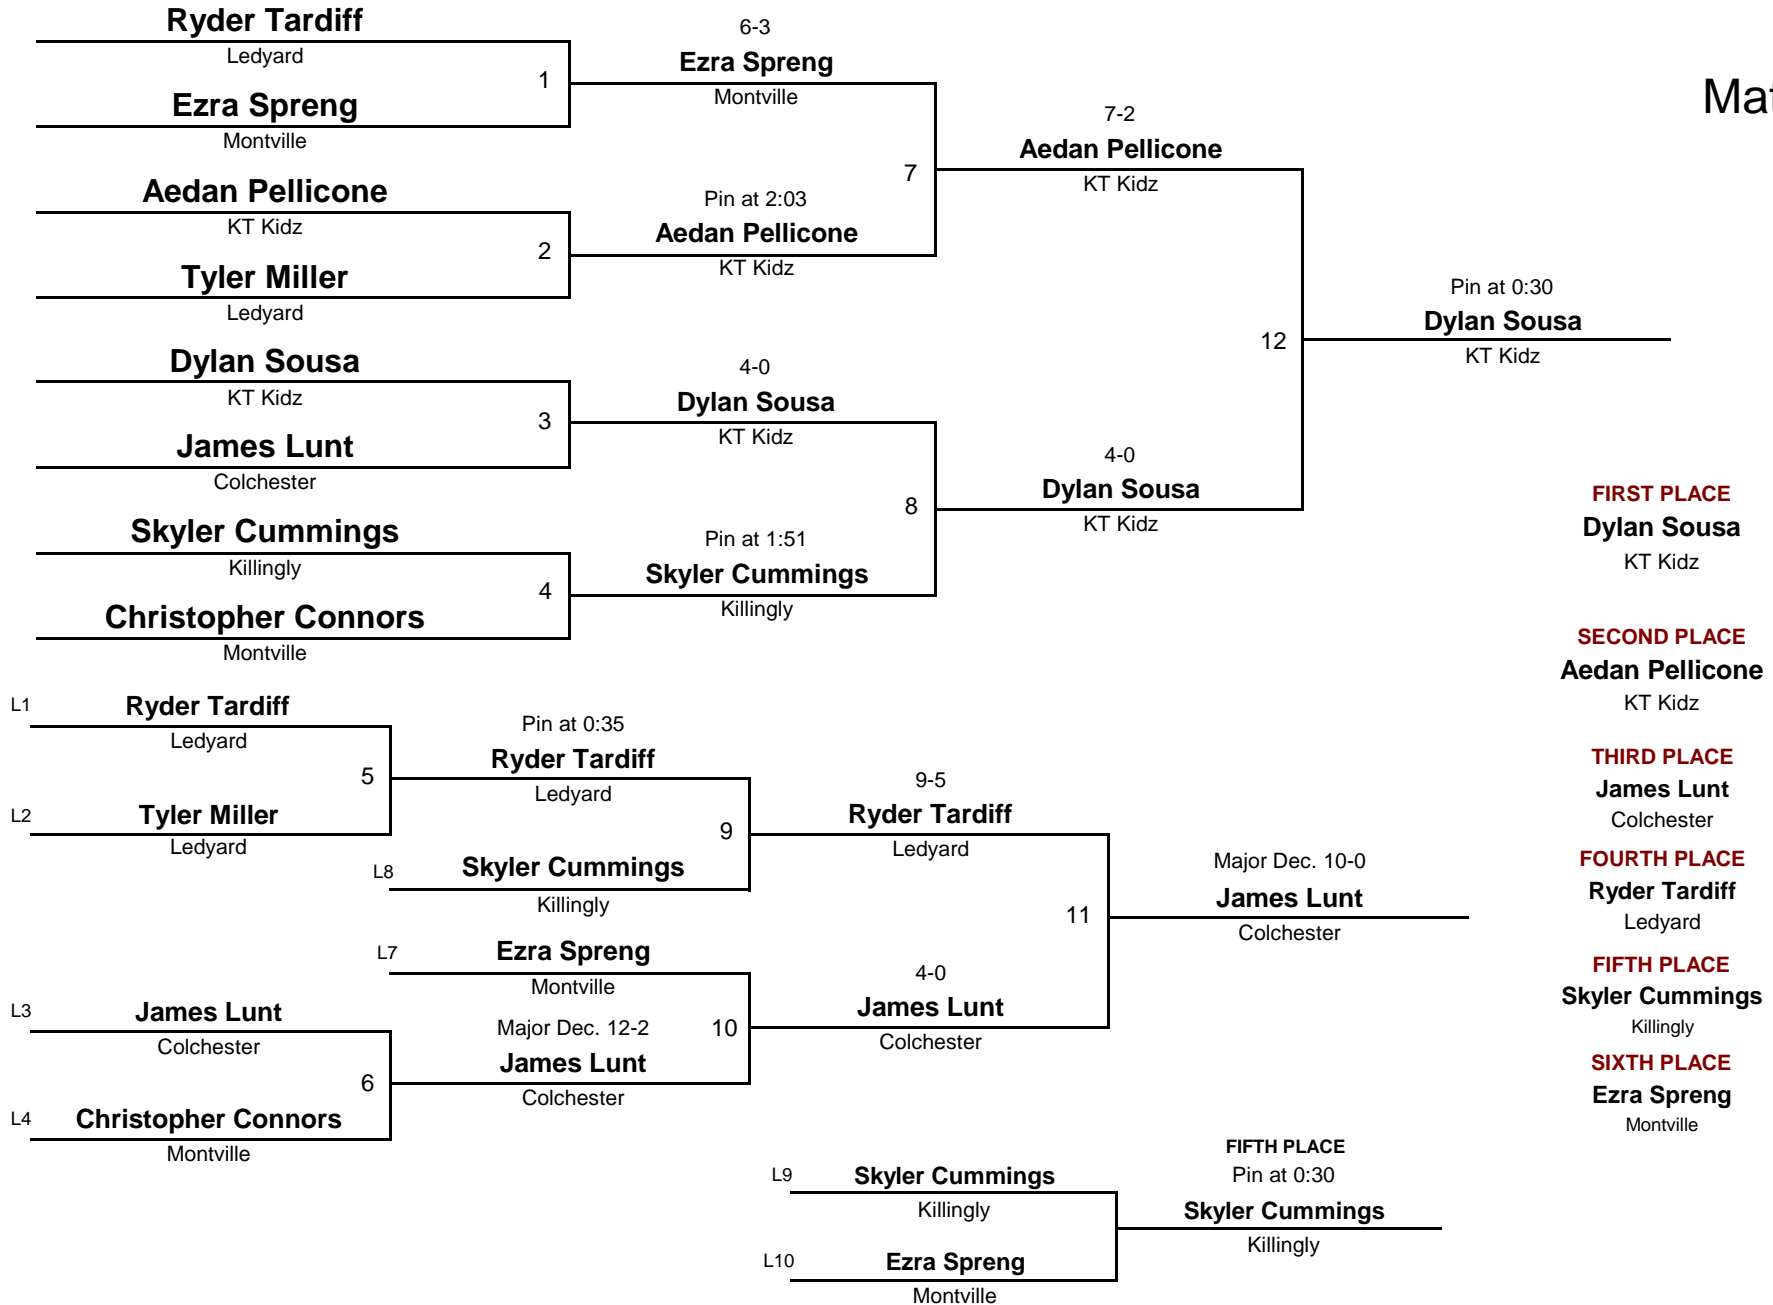 Ryder Tardiff
Ledyard
1
Ezra Spreng
Montville
6-3
Ezra Spreng
Montville
Aedan Pellicone
KT Kidz
2
Tyler Miller
Ledyard
Pin at 2:03
Aedan Pellicone
KT Kidz
7
7-2
Aedan Pellicone
KT Kidz
Dylan Sousa
KT Kidz
3
James Lunt
Colchester
4-0
Dylan Sousa
KT Kidz
Skyler Cummings
Killingly
4
Christopher Connors
Montville
Pin at 1:51
Skyler Cummings
Killingly
8
4-0
Dylan Sousa
KT Kidz
12
Pin at 0:30
Dylan Sousa
KT Kidz
L1 Ryder Tardiff
Ledyard
5
L2 Tyler Miller
Ledyard
Pin at 0:35
Ryder Tardiff
Ledyard
9
L8 Skyler Cummings
Killingly
9-5
Ryder Tardiff
Ledyard
L7 Ezra Spreng
Montville
L3 James Lunt
Colchester
6
L4 Christopher Connors
Montville
Major Dec. 12-2
10
James Lunt
Colchester
4-0
James Lunt
Colchester
11
Major Dec. 10-0
James Lunt
Colchester
L9 Skyler Cummings
Killingly
L10 Ezra Spreng
Montville
FIFTH PLACE
Pin at 0:30
Skyler Cummings
Killingly
FIRST PLACE
Dylan Sousa
KT Kidz
SECOND PLACE
Aedan Pellicone
KT Kidz
THIRD PLACE
James Lunt
Colchester
FOURTH PLACE
Ryder Tardiff
Ledyard
FIFTH PLACE
Skyler Cummings
Killingly
SIXTH PLACE
Ezra Spreng
Montville